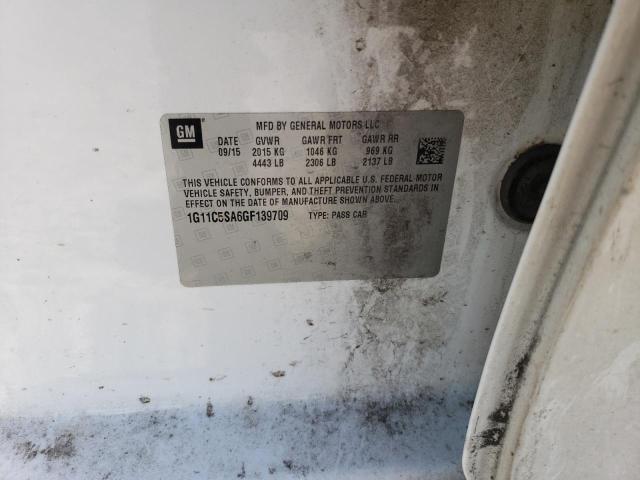 GM
MFD BY GENERAL MOTORS LLC
DATE GVWR GAWR FRT GAWR RR
09/15 2015 KG 1046 KG 969 KG
4443 LB 2306 LB 2137 LB
THIS VEHICLE CONFORMS TO ALL APPLICABLE U.S. FEDERAL MOTOR
VEHICLE SAFETY, BUMPER, AND THEFT PREVENTION STANDARDS IN
EFFECT ON THE DATE OF MANUFACTURE SHOWN ABOVE.
1G11C5SA6GF139709 TYPE: PASS CAR